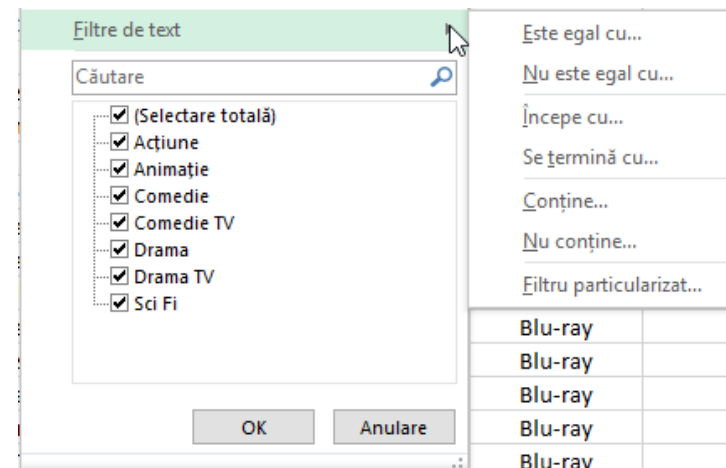 Filtre de text
Căutare
(Selectare totală)
Acțiune
Animație
Comedie
Comedie TV
Drama
Drama TV
Sci Fi
OK
Anulare
Este egal cu...
Nu este egal cu...
Începe cu...
Se termină cu...
Conține...
Nu conține...
Filtru particularizat...
Blu-ray
Blu-ray
Blu-ray
Blu-ray
Blu-ray